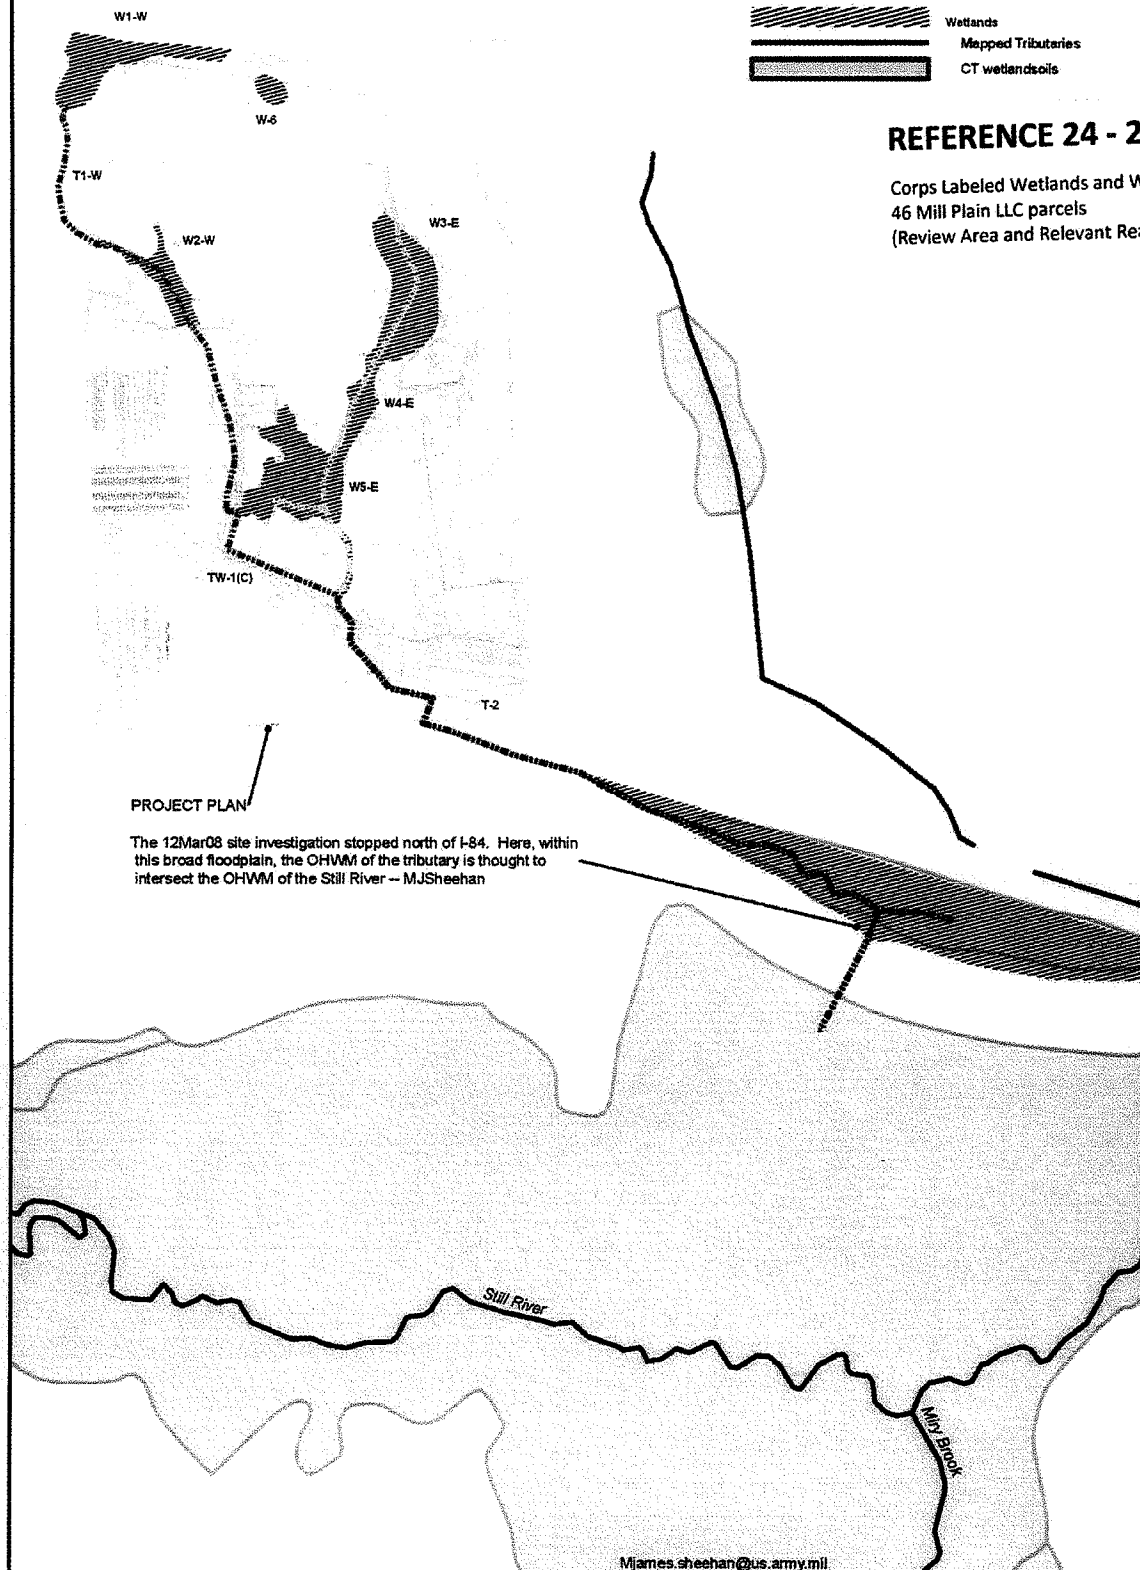 W1-W
Wetlands
Mapped Tributaries
CT wetlandsoils
W-6
REFERENCE 24 - 2
T1-W
Corps Labeled Wetlands and W
46 Mill Plain LLC parcels
(Review Area and Relevant Rea
W3-E
W2-W
W4-E
W5-E
TW-1(C)
T-2
PROJECT PLAN
The 12Mar08 site investigation stopped north of I-84. Here, within
this broad floodplain, the OHWM of the tributary is thought to
intersect the OHWM of the Still River -- MJSheehan
Still River
Miry Brook
Mjames.sheehan@us.army.mil